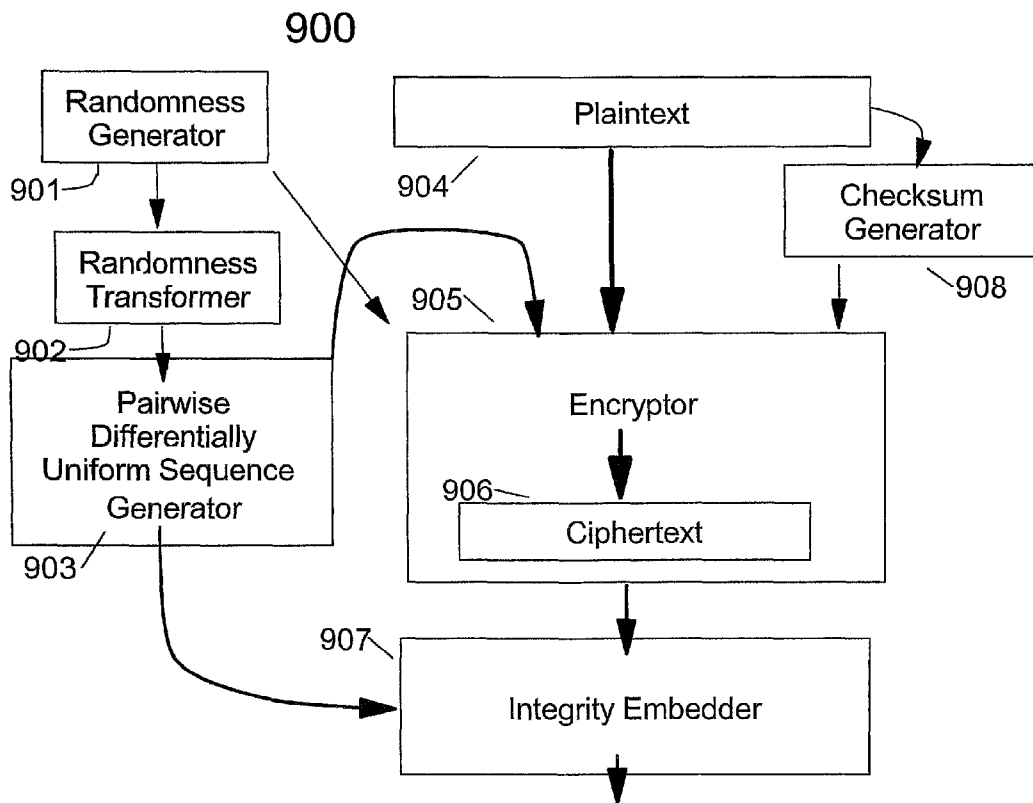 900
Randomness
Generator
901
Plaintext
904
Checksum
Generator
908
Randomness
Transformer
902
905
Pairwise
Differentially
Uniform Sequence
Generator
903
Encryptor
906
Ciphertext
907
Integrity Embedder